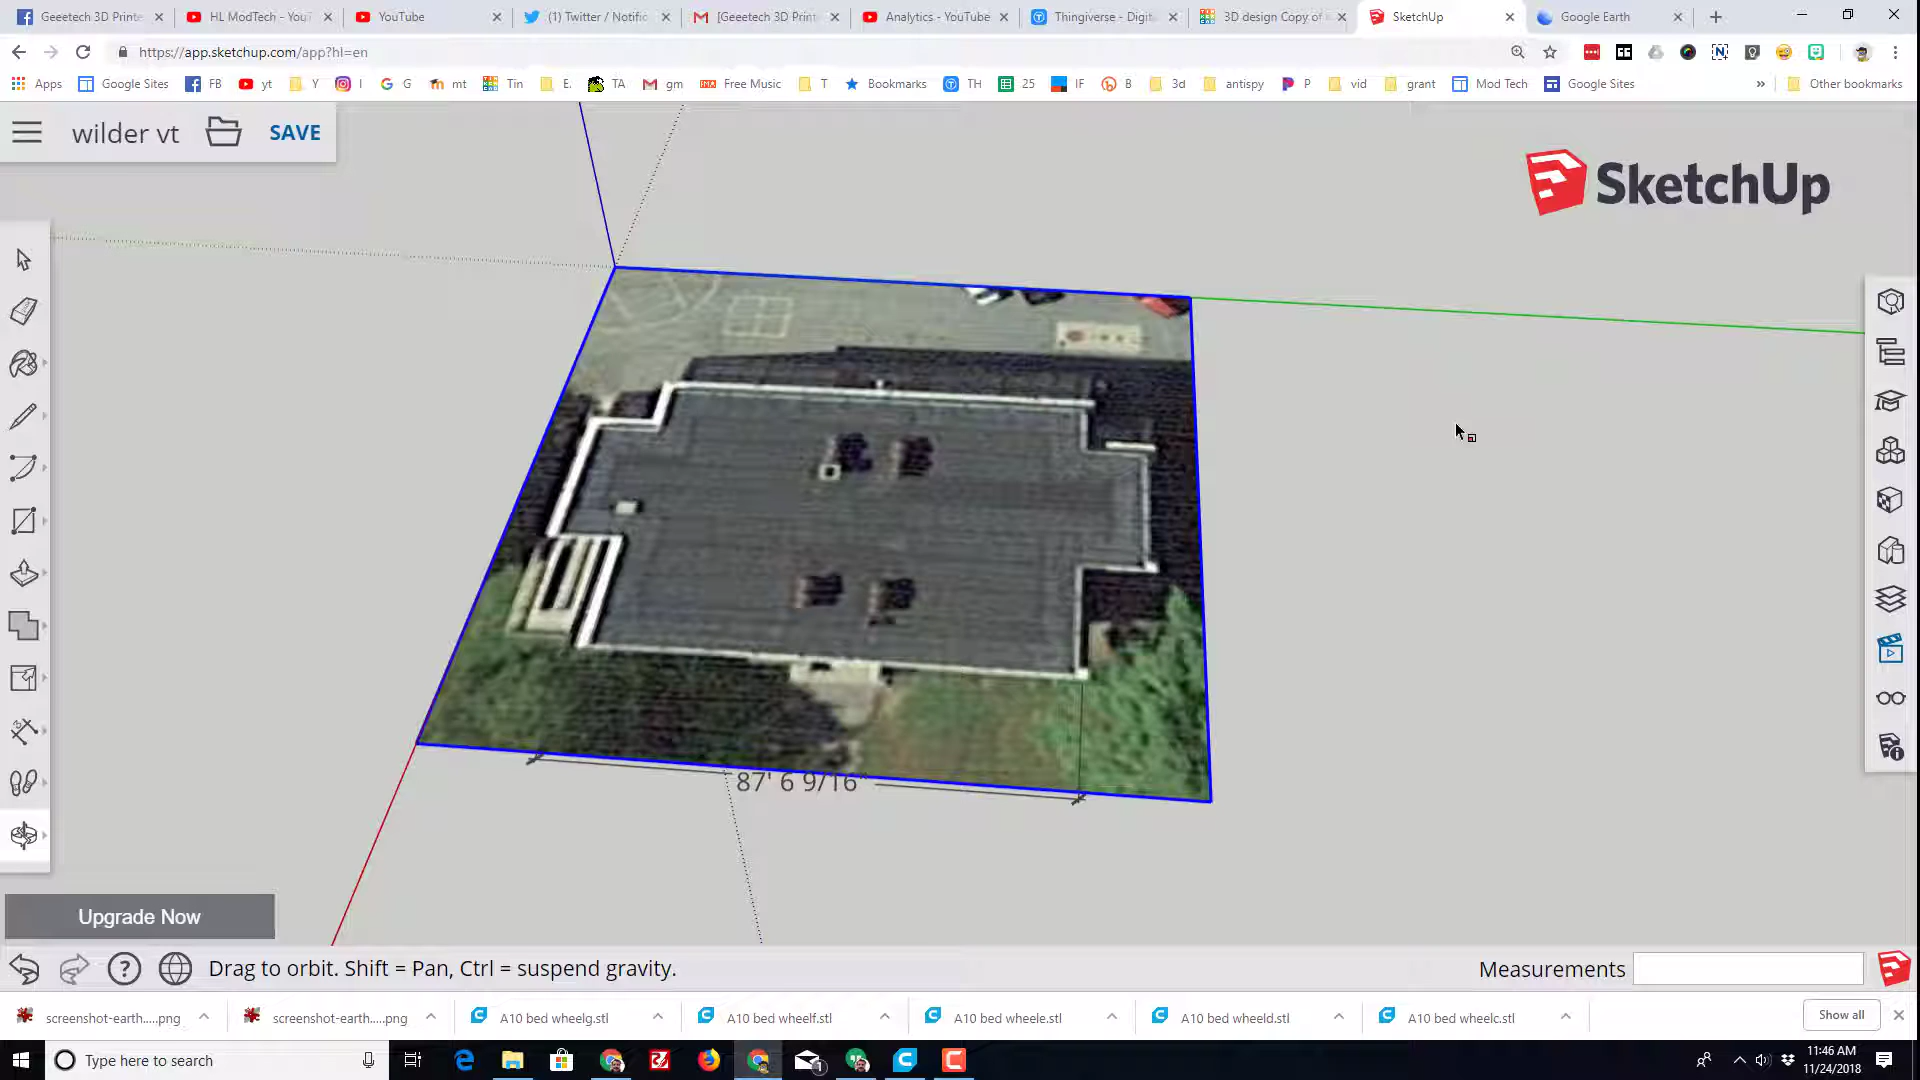 Geeetech 3D Printe
HL ModTech - YouT
YouTube
(1) Twitter / Notific
[Geeetech 3D Print
Analytics - YouTube
Thingiverse - Digit
3D design Copy of
SketchUp
Google Earth
https://app.sketchup.com/app?hl=en
Apps
Google Sites
FB
yt
Y
I
G
mt
Tin
E.
TA
gm
Free Music
T
Bookmarks
TH
25
IF
B
3d
antispy
P
vid
grant
Mod Tech
Google Sites
»
Other bookmarks
wilder vt
SAVE
SketchUp
87' 6 9/16"
Upgrade Now
Drag to orbit. Shift = Pan, Ctrl = suspend gravity.
Measurements
screenshot-earth.....png
screenshot-earth.....png
A10 bed wheelg.stl
A10 bed wheelf.stl
A10 bed wheele.stl
A10 bed wheeld.stl
A10 bed wheelc.stl
Show all
Type here to search
11:46 AM
11/24/2018